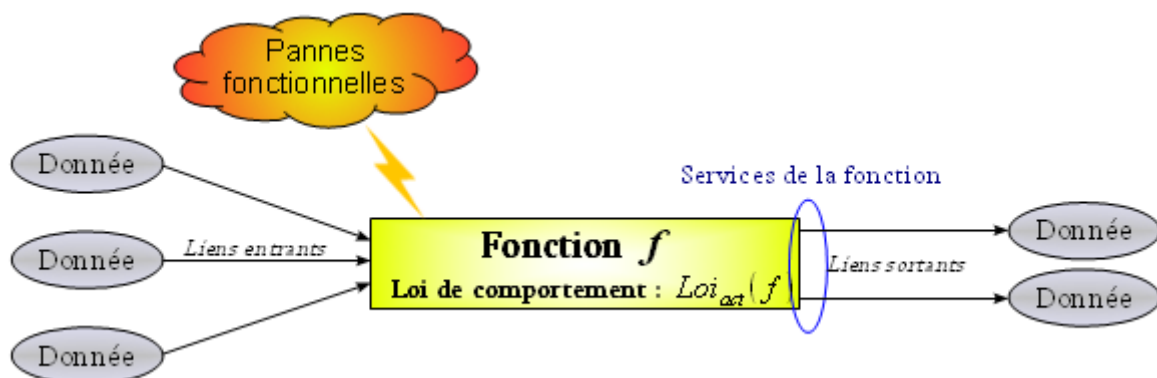 Pannes
fonctionnelles
Donnée
Services de la fonction
Donnée
Fonction f
Donnée
Liens entrants
Liens sortants
Loi de comportement : Loi_act(f)
Donnée
Donnée